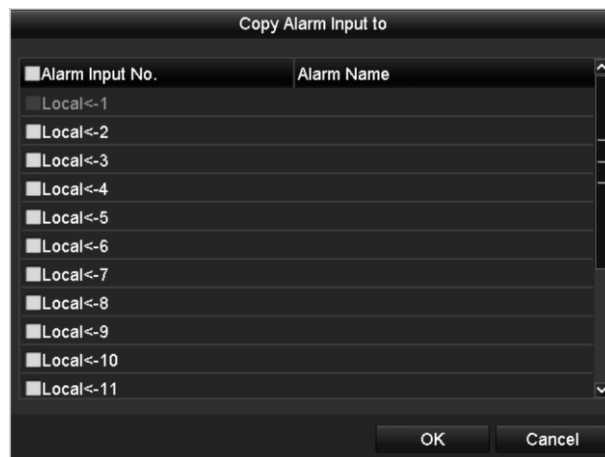 Copy Alarm Input to
Alarm Input No. Alarm Name
Local<-1
Local<-2
Local<-3
Local<-4
Local<-5
Local<-6
Local<-7
Local<-8
Local<-9
Local<-10
Local<-11
OK Cancel